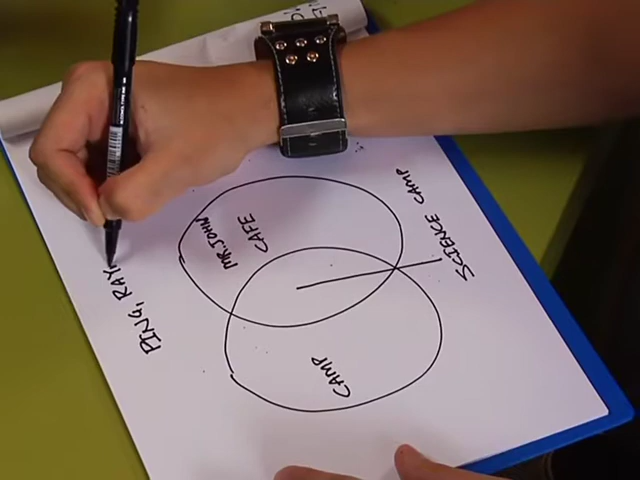 PING, RAY
MR. JOHN
CAFE
CAMP
SCIENCE CAMP